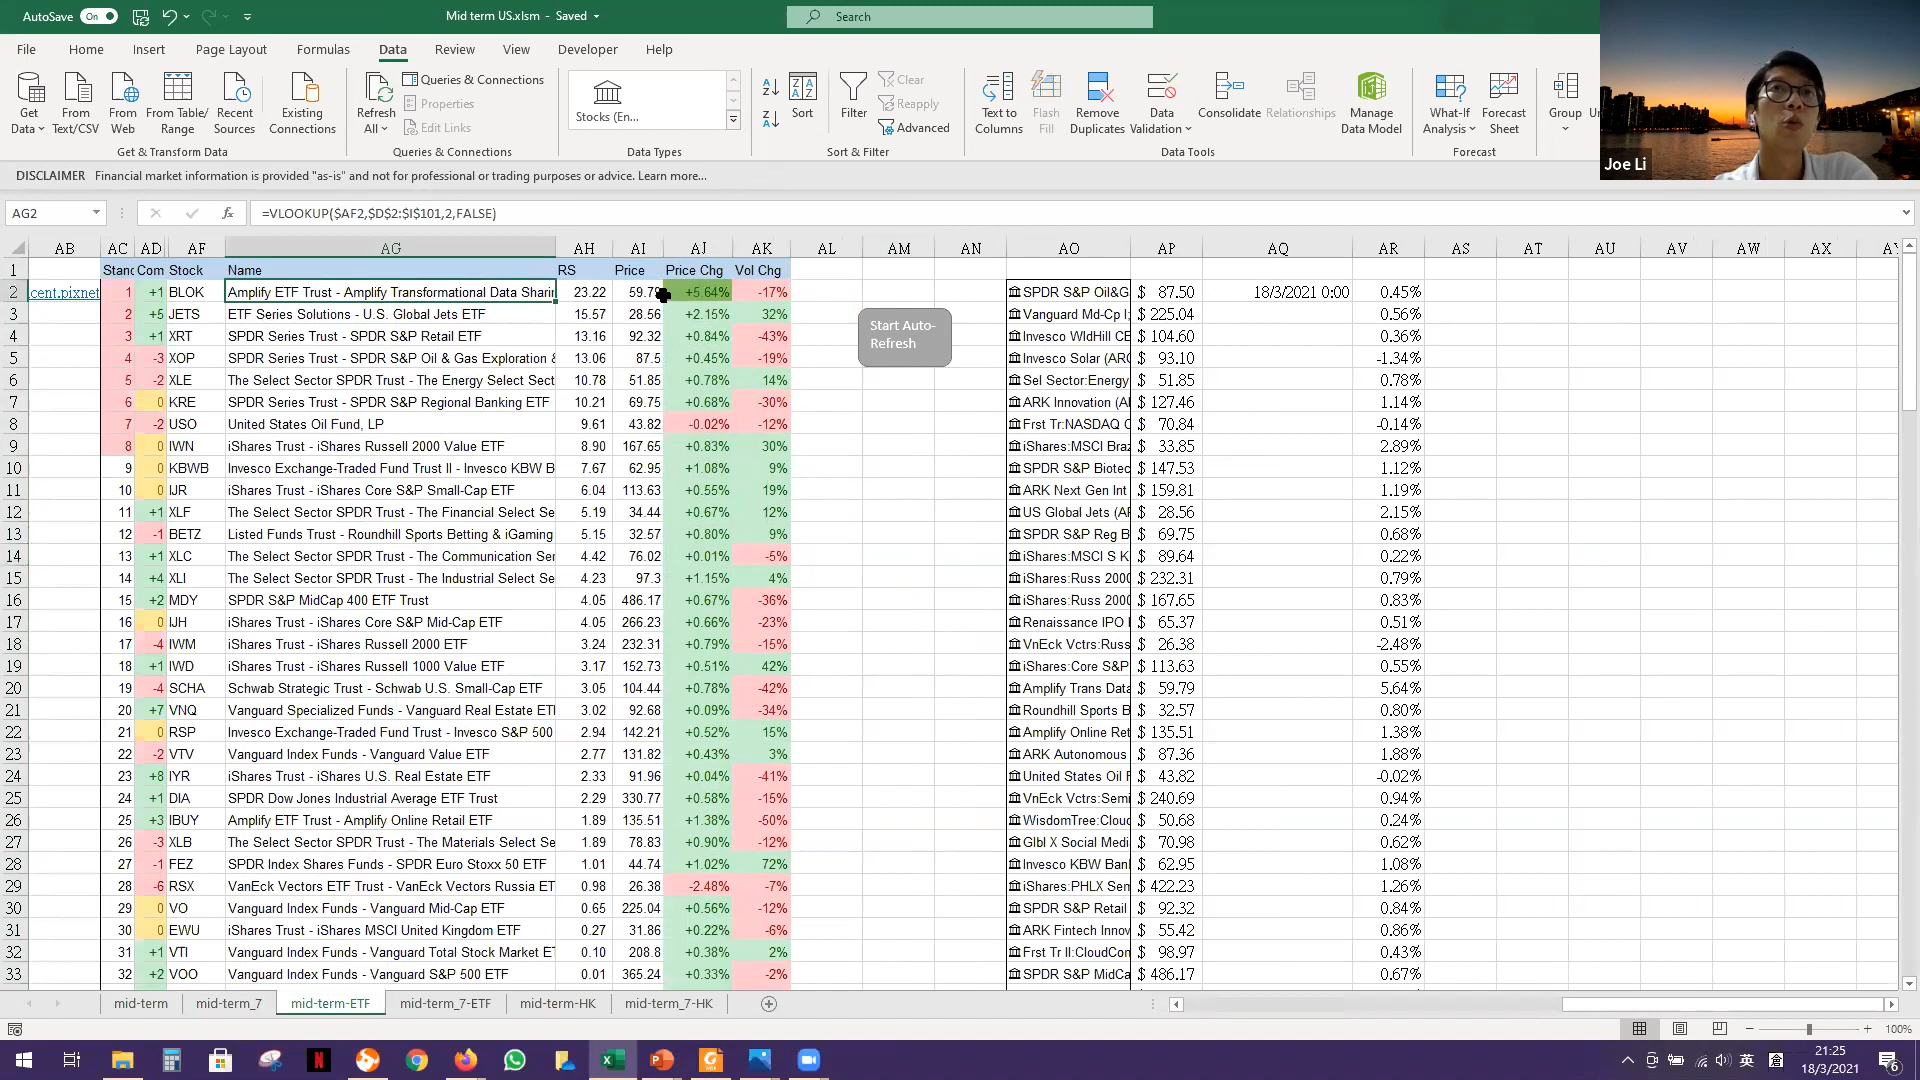 AutoSave On Mid term US.xlsm - Saved Search
File Home Insert Page Layout Formulas Data Review View Developer Help
Get Data From Text/CSV From Web From Table/ Range Recent Sources Existing Connections Refresh All Queries & Connections Properties Edit Links Stocks (En... Sort Filter Clear Reapply Advanced Text to Columns Flash Fill Remove Duplicates Data Validation Consolidate Relationships Manage Data Model What-If Analysis Forecast Sheet Group
Get & Transform Data Queries & Connections Data Types Sort & Filter Data Tools Forecast
Joe Li
DISCLAIMER Financial market information is provided "as-is" and not for professional or trading purposes or advice. Learn more...
AG2 fx =VLOOKUP($AF2,$D$2:$I$101,2,FALSE)
AB AC AD AF AG AH AI AJ AK AL AM AN AO AP AQ AR AS AT AU AV AW AX
1 Stand Com Stock Name RS Price Price Chg Vol Chg
2 .cent.pixnet 1 +1 BLOK Amplify ETF Trust - Amplify Transformational Data Sharin 23.22 59.79 +5.64% -17% SPDR S&P Oil&G $ 87.50 18/3/2021 0:00 0.45%
3 2 +5 JETS ETF Series Solutions - U.S. Global Jets ETF 15.57 28.56 +2.15% 32% Vanguard Md-Cp I; $ 225.04 0.56%
4 3 +1 XRT SPDR Series Trust - SPDR S&P Retail ETF 13.16 92.32 +0.84% -43% Invesco WldHill CE $ 104.60 0.36%
5 4 -3 XOP SPDR Series Trust - SPDR S&P Oil & Gas Exploration & 13.06 87.5 +0.45% -19% Invesco Solar (ARC $ 93.10 -1.34%
6 5 -2 XLE The Select Sector SPDR Trust - The Energy Select Sect 10.78 51.85 +0.78% 14% Sel Sector:Energy $ 51.85 0.78%
7 6 0 KRE SPDR Series Trust - SPDR S&P Regional Banking ETF 10.21 69.75 +0.68% -30% ARK Innovation (A $ 127.46 1.14%
8 7 -2 USO United States Oil Fund, LP 9.61 43.82 -0.02% -12% Frst Tr:NASDAQ C $ 70.84 -0.14%
9 8 0 IWN iShares Trust - iShares Russell 2000 Value ETF 8.90 167.65 +0.83% 30% iShares:MSCI Braz $ 33.85 2.89%
10 9 0 KBWB Invesco Exchange-Traded Fund Trust II - Invesco KBW B 7.67 62.95 +1.08% 9% SPDR S&P Biotec $ 147.53 1.12%
11 10 0 IJR iShares Trust - iShares Core S&P Small-Cap ETF 6.04 113.63 +0.55% 19% ARK Next Gen Int $ 159.81 1.19%
12 11 +1 XLF The Select Sector SPDR Trust - The Financial Select Se 5.19 34.44 +0.67% 12% US Global Jets (AF $ 28.56 2.15%
13 12 -1 BETZ Listed Funds Trust - Roundhill Sports Betting & iGaming 5.15 32.57 +0.80% 9% SPDR S&P Reg B $ 69.75 0.68%
14 13 +1 XLC The Select Sector SPDR Trust - The Communication Ser 4.42 76.02 +0.01% -5% iShares:MSCI S K $ 89.64 0.22%
15 14 +4 XLI The Select Sector SPDR Trust - The Industrial Select Se 4.23 97.3 +1.15% 4% iShares:Russ 2000 $ 232.31 0.79%
16 15 +2 MDY SPDR S&P MidCap 400 ETF Trust 4.05 486.17 +0.67% -36% iShares:Russ 2000 $ 167.65 0.83%
17 16 0 IJH iShares Trust - iShares Core S&P Mid-Cap ETF 4.05 266.23 +0.66% -23% Renaissance IPO $ 65.37 0.51%
18 17 -4 IWM iShares Trust - iShares Russell 2000 ETF 3.24 232.31 +0.79% -15% VnEck Vctrs:Russ $ 26.38 -2.48%
19 18 +1 IWD iShares Trust - iShares Russell 1000 Value ETF 3.17 152.73 +0.51% 42% iShares:Core S&P $ 113.63 0.55%
20 19 -4 SCHA Schwab Strategic Trust - Schwab U.S. Small-Cap ETF 3.05 104.44 +0.78% -42% Amplify Trans Data $ 59.79 5.64%
21 20 +7 VNQ Vanguard Specialized Funds - Vanguard Real Estate ETI 3.02 92.68 +0.09% -34% Roundhill Sports B $ 32.57 0.80%
22 21 0 RSP Invesco Exchange-Traded Fund Trust - Invesco S&P 500 2.94 142.21 +0.52% 15% Amplify Online Ret $ 135.51 1.38%
23 22 -2 VTV Vanguard Index Funds - Vanguard Value ETF 2.77 131.82 +0.43% 3% ARK Autonomous $ 87.36 1.88%
24 23 +8 IYR iShares Trust - iShares U.S. Real Estate ETF 2.33 91.96 +0.04% -41% United States Oil F $ 43.82 -0.02%
25 24 +1 DIA SPDR Dow Jones Industrial Average ETF Trust 2.29 330.77 +0.58% -15% VnEck Vctrs:Semi $ 240.69 0.94%
26 25 +3 IBUY Amplify ETF Trust - Amplify Online Retail ETF 1.89 135.51 +1.38% -50% WisdomTree:Clou $ 50.68 0.24%
27 26 -3 XLB The Select Sector SPDR Trust - The Materials Select Se 1.89 78.83 +0.90% -12% Glbl X Social Medi $ 70.98 0.62%
28 27 -1 FEZ SPDR Index Shares Funds - SPDR Euro Stoxx 50 ETF 1.01 44.74 +1.02% 72% Invesco KBW Ban $ 62.95 1.08%
29 28 -6 RSX VanEck Vectors ETF Trust - VanEck Vectors Russia ET 0.98 26.38 -2.48% -7% iShares:PHLX Sem $ 422.23 1.26%
30 29 0 VO Vanguard Index Funds - Vanguard Mid-Cap ETF 0.65 225.04 +0.56% -12% SPDR S&P Retail $ 92.32 0.84%
31 30 0 EWU iShares Trust - iShares MSCI United Kingdom ETF 0.27 31.86 +0.22% -6% ARK Fintech Innov $ 55.42 0.86%
32 31 +1 VTI Vanguard Index Funds - Vanguard Total Stock Market ET 0.10 208.8 +0.38% 2% Frst Tr II:CloudCon $ 98.97 0.43%
33 32 +2 VOO Vanguard Index Funds - Vanguard S&P 500 ETF 0.01 365.24 +0.33% -2% SPDR S&P MidCa $ 486.17 0.67%
Start Auto-
Refresh
mid-term mid-term_7 mid-term-ETF mid-term_7-ETF mid-term-HK mid-term_7-HK
100%
英 21:25
18/3/2021 6